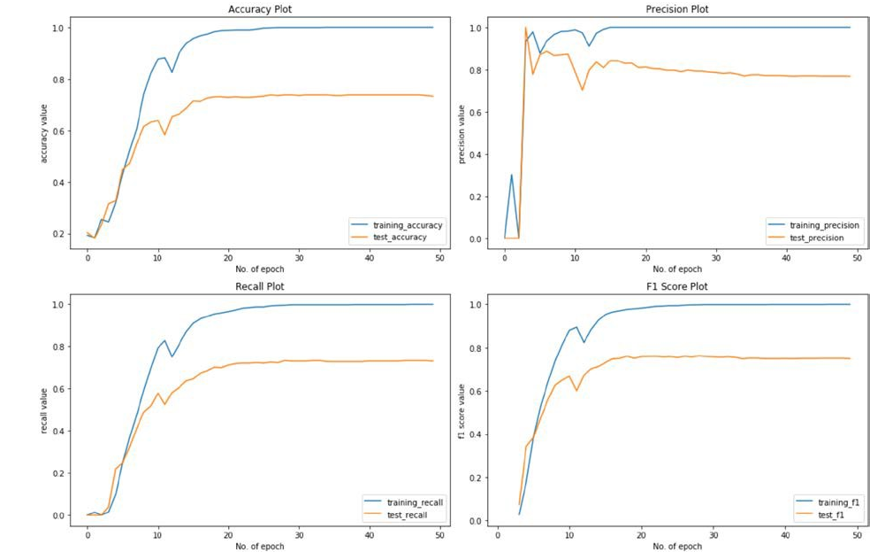 Accuracy Plot
1.0
0.8
0.6
0.4
0.2
accuracy value
training_accuracy
test_accuracy
0 10 20 30 40 50
No. of epoch
Precision Plot
1.0
0.8
0.6
0.4
0.2
0.0
precision value
training_precision
test_precision
0 10 20 30 40 50
No. of epoch
Recall Plot
1.0
0.8
0.6
0.4
0.2
0.0
recall value
training_recall
test_recall
0 10 20 30 40 50
No. of epoch
F1 Score Plot
1.0
0.8
0.6
0.4
0.2
0.0
f1 score value
training_f1
test_f1
0 10 20 30 40 50
No. of epoch